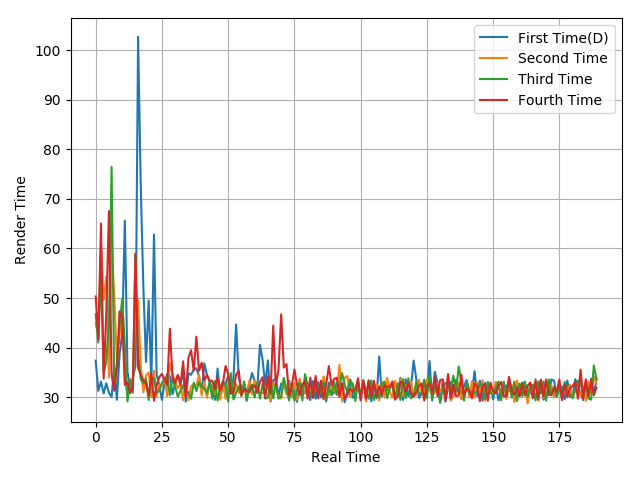 First Time(D)
Second Time
Third Time
Fourth Time
Render Time
100
90
80
70
60
50
40
30
0
25
50
75
100
125
150
175
Real Time